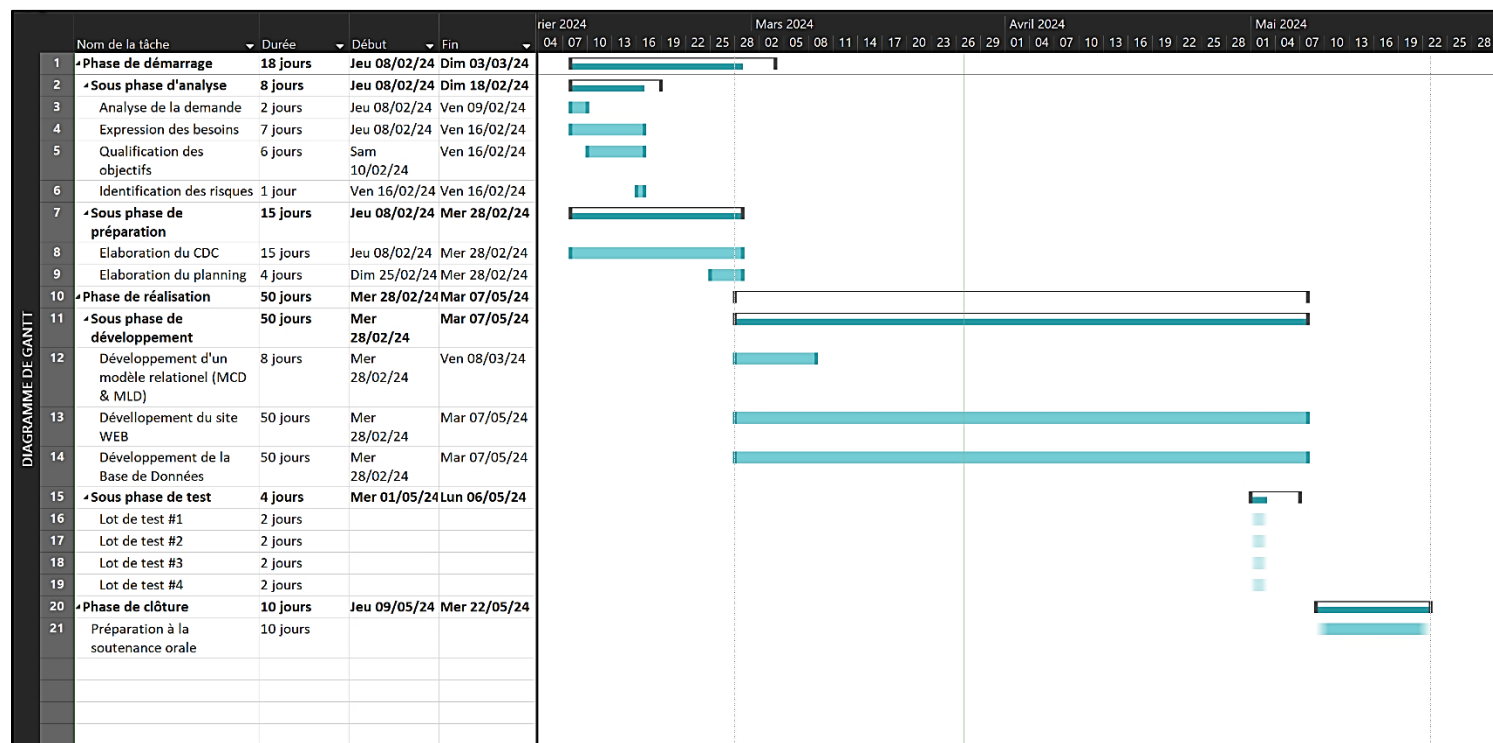 rier 2024 Mars 2024 Avril 2024 Mai 2024
Nom de la tâche Durée Début Fin 04 07 10 13 16 19 22 25 28 02 05 08 11 14 17 20 23 26 29 01 04 07 10 13 16 19 22 25 28 01 04 07 10 13 16 19 22 25 28
DIAGRAMME DE GANTT
1 Phase de démarrage 18 jours Jeu 08/02/24 Dim 03/03/24
2 Sous phase d'analyse 8 jours Jeu 08/02/24 Dim 18/02/24
3 Analyse de la demande 2 jours Jeu 08/02/24 Ven 09/02/24
4 Expression des besoins 7 jours Jeu 08/02/24 Ven 16/02/24
5 Qualification des 6 jours Sam Ven 16/02/24
objectifs 10/02/24
6 Identification des risques 1 jour Ven 16/02/24 Ven 16/02/24
7 Sous phase de 15 jours Jeu 08/02/24 Mer 28/02/24
préparation
8 Elaboration du CDC 15 jours Jeu 08/02/24 Mer 28/02/24
9 Elaboration du planning 4 jours Dim 25/02/24 Mer 28/02/24
10 Phase de réalisation 50 jours Mer 28/02/24 Mar 07/05/24
11 Sous phase de 50 jours Mer Mar 07/05/24
développement 28/02/24
12 Développement d'un 8 jours Mer Ven 08/03/24
modèle relationel (MCD 28/02/24
& MLD)
13 Dévellopement du site 50 jours Mer Mar 07/05/24
WEB 28/02/24
14 Développement de la 50 jours Mer Mar 07/05/24
Base de Données 28/02/24
15 Sous phase de test 4 jours Mer 01/05/24 Lun 06/05/24
16 Lot de test #1 2 jours
17 Lot de test #2 2 jours
18 Lot de test #3 2 jours
19 Lot de test #4 2 jours
20 Phase de clôture 10 jours Jeu 09/05/24 Mer 22/05/24
21 Préparation à la 10 jours
soutenance orale